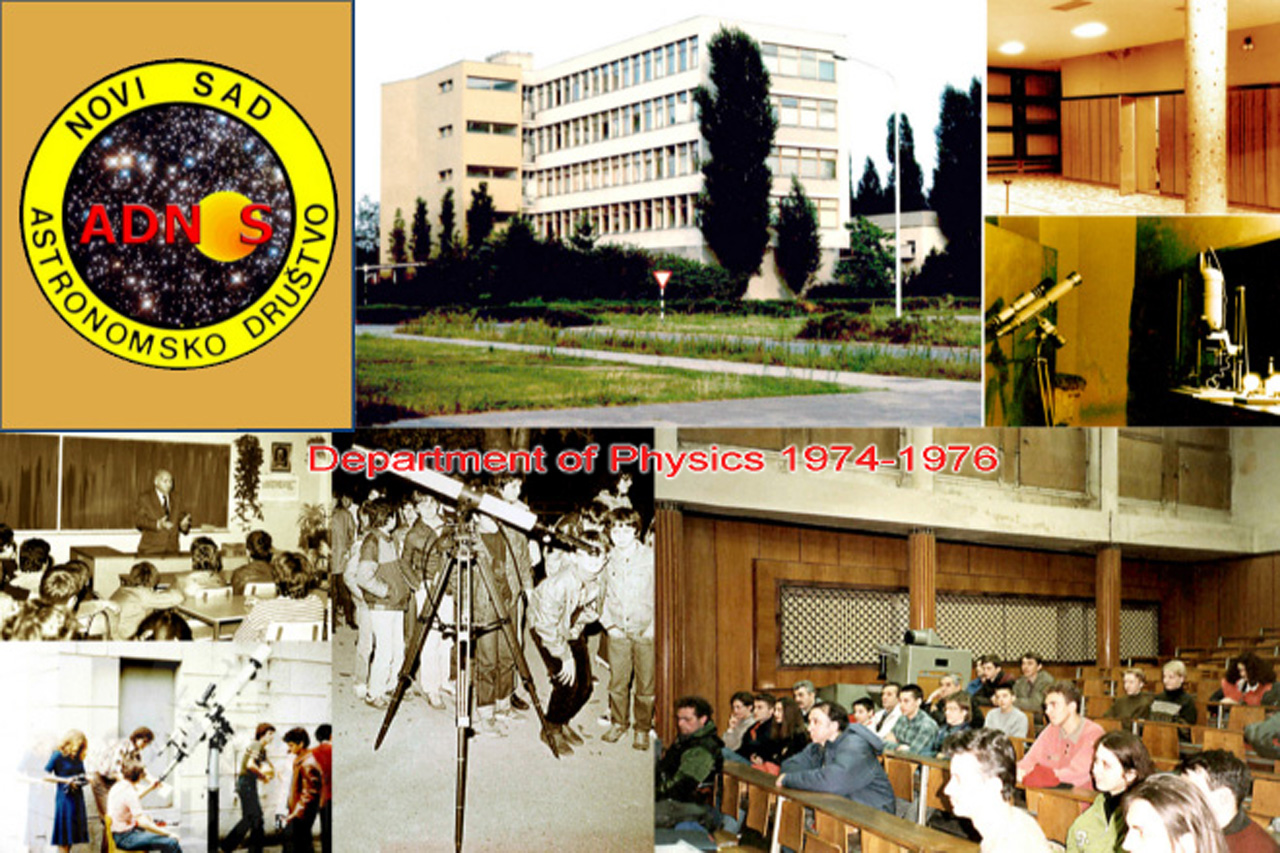 NOVI SAD
ADNOS
ASTRONOMSKO DRUŠTVO
Department of Physics 1974-1976